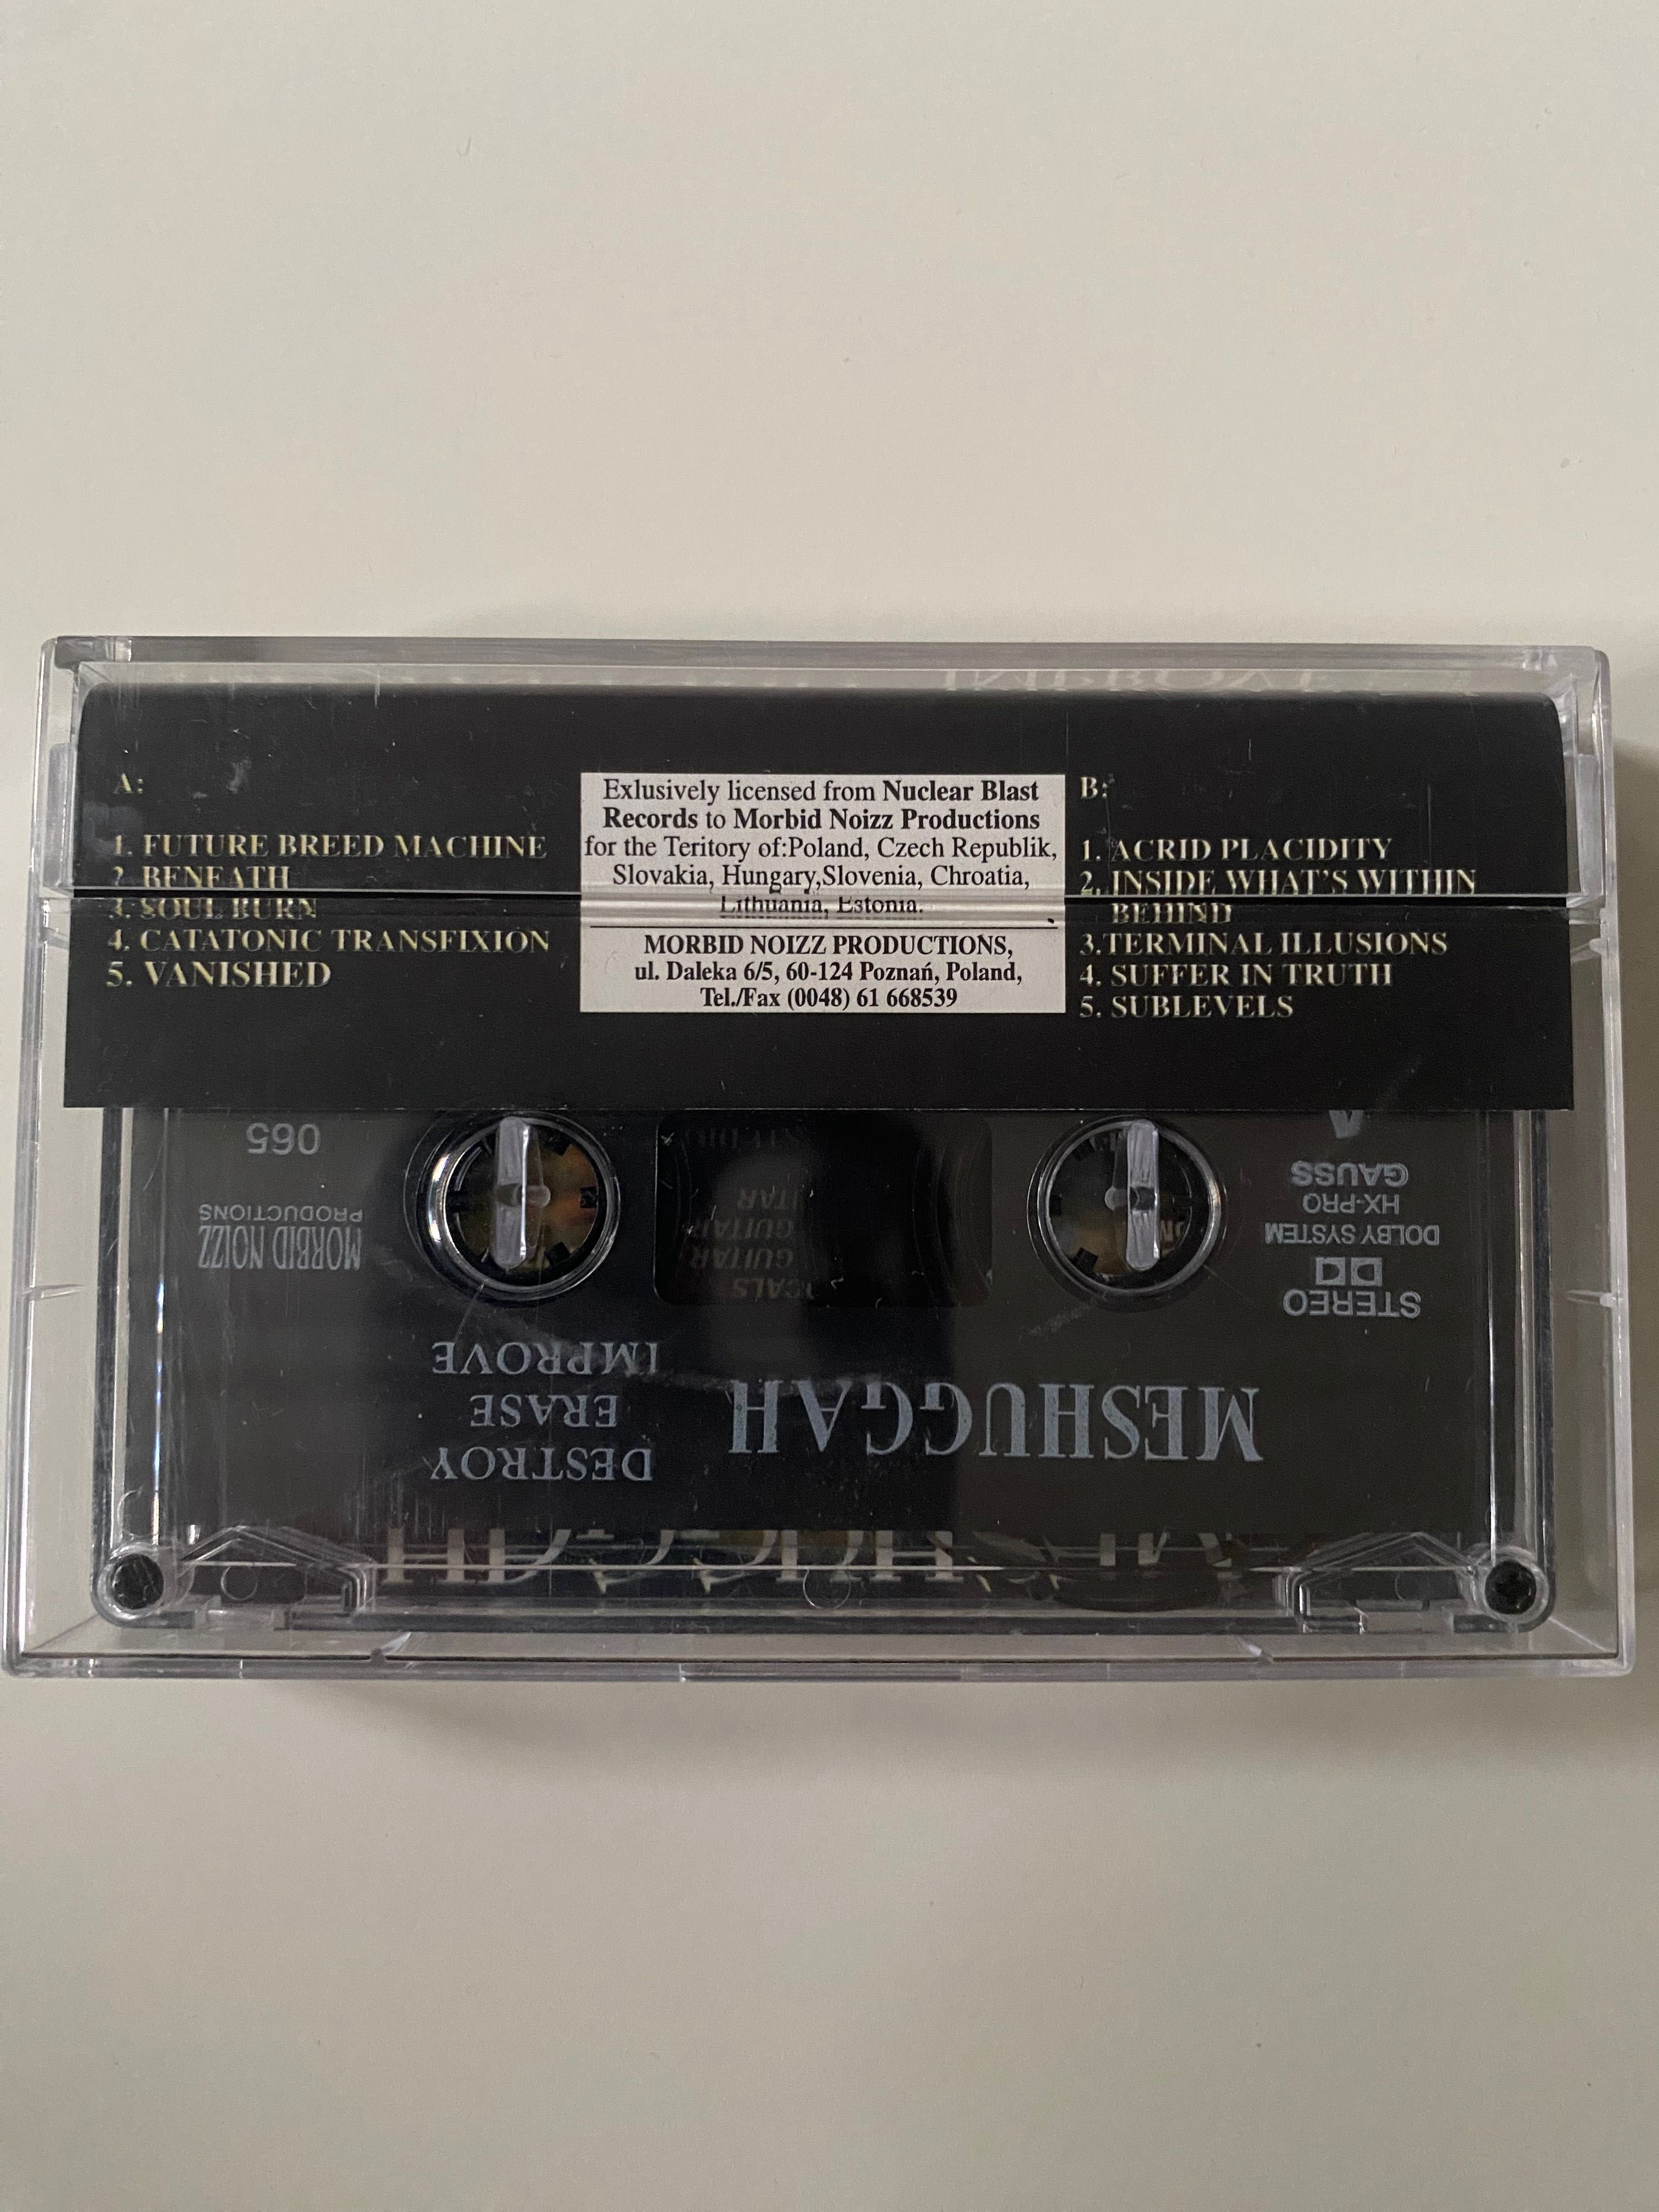 A:
1. FUTURE BREED MACHINE
2. BENEATH
3. SOUL BURN
4. CATATONIC TRANSFIXION
5. VANISHED
Exlusively licensed from Nuclear Blast
Records to Morbid Noizz Productions
for the Teritory of:Poland, Czech Republik,
Slovakia, Hungary,Slovenia, Chroatia,
Lithuania, Estonia.
MORBID NOIZZ PRODUCTIONS,
ul. Daleka 6/5, 60-124 Poznań, Poland,
Tel./Fax (0048) 61 668539
B:
1. ACRID PLACIDITY
2. INSIDE WHAT'S WITHIN
BEHIND
3.TERMINAL ILLUSIONS
4. SUFFER IN TRUTH
5. SUBLEVELS
MESHUGGAH
DESTROY
ERASE
IMPROVE
STEREO
DOLBY SYSTEM
HX-PRO
GAUSS
A
MORBID NOIZZ
PRODUCTIONS
065
GUITAR
GUITAR
IMPROVE